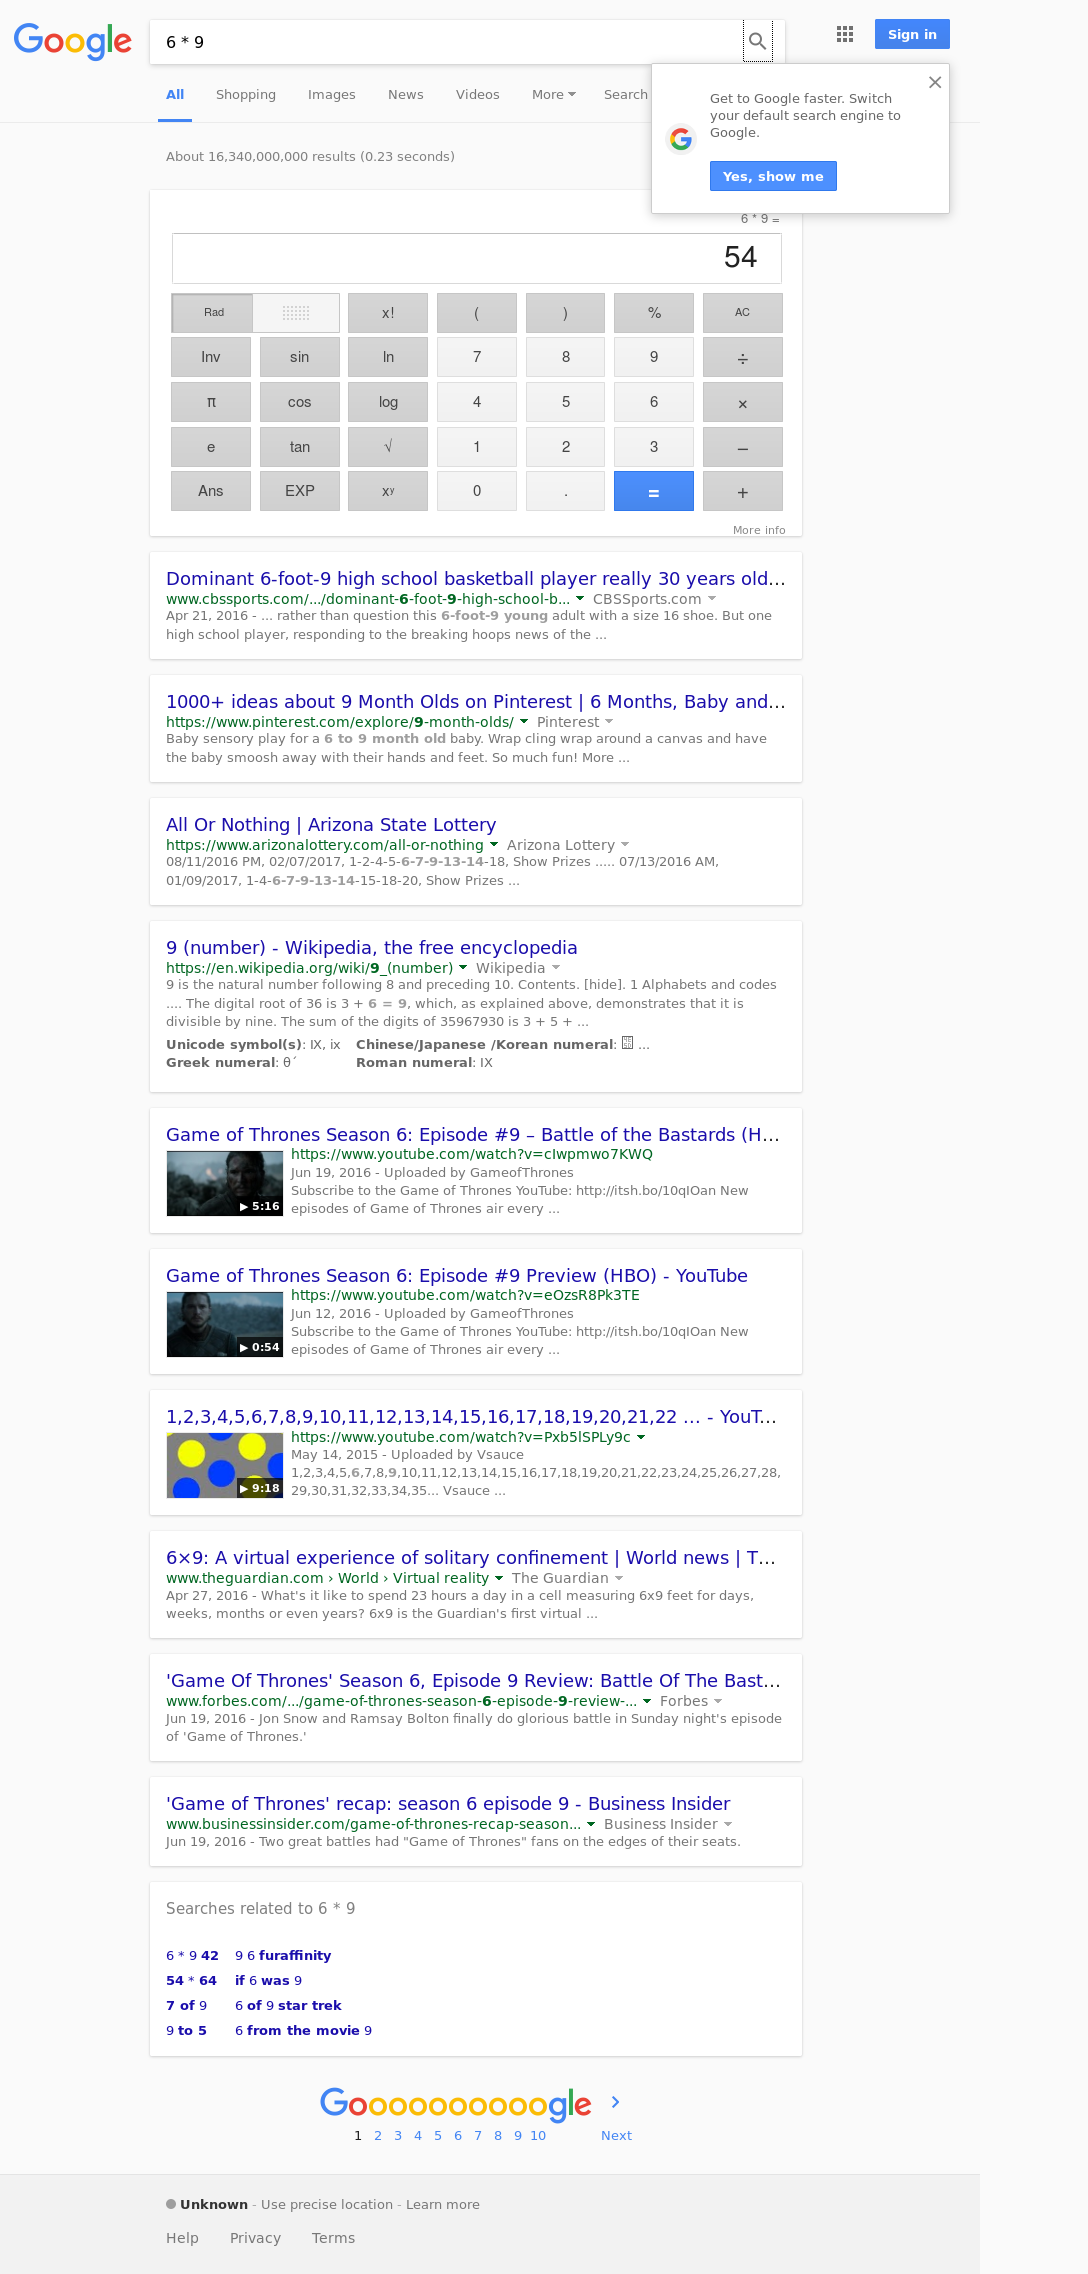 Google
6 * 9
Sign in
All Shopping Images News Videos More Search
Get to Google faster. Switch
your default search engine to
Google.
Yes, show me
About 16,340,000,000 results (0.23 seconds)
6 * 9 =
54
Rad x! ( ) % AC
Inv sin ln 7 8 9 ÷
π cos log 4 5 6 ×
e tan √ 1 2 3 −
Ans EXP xʸ 0 . = +
More info
Dominant 6-foot-9 high school basketball player really 30 years old...
www.cbssports.com/.../dominant-6-foot-9-high-school-b... CBSSports.com
Apr 21, 2016 - ... rather than question this 6-foot-9 young adult with a size 16 shoe. But one
high school player, responding to the breaking hoops news of the ...
1000+ ideas about 9 Month Olds on Pinterest | 6 Months, Baby and...
https://www.pinterest.com/explore/9-month-olds/ Pinterest
Baby sensory play for a 6 to 9 month old baby. Wrap cling wrap around a canvas and have
the baby smoosh away with their hands and feet. So much fun! More ...
All Or Nothing | Arizona State Lottery
https://www.arizonalottery.com/all-or-nothing Arizona Lottery
08/11/2016 PM, 02/07/2017, 1-2-4-5-6-7-9-13-14-18, Show Prizes ..... 07/13/2016 AM,
01/09/2017, 1-4-6-7-9-13-14-15-18-20, Show Prizes ...
9 (number) - Wikipedia, the free encyclopedia
https://en.wikipedia.org/wiki/9_(number) Wikipedia
9 is the natural number following 8 and preceding 10. Contents. [hide]. 1 Alphabets and codes
.... The digital root of 36 is 3 + 6 = 9, which, as explained above, demonstrates that it is
divisible by nine. The sum of the digits of 35967930 is 3 + 5 + ...
Unicode symbol(s): IX, ix Chinese/Japanese /Korean numeral: ...
Greek numeral: θ´ Roman numeral: IX
Game of Thrones Season 6: Episode #9 – Battle of the Bastards (H...
https://www.youtube.com/watch?v=cIwpmwo7KWQ
Jun 19, 2016 - Uploaded by GameofThrones
Subscribe to the Game of Thrones YouTube: http://itsh.bo/10qIOan New
episodes of Game of Thrones air every ...
▶ 5:16
Game of Thrones Season 6: Episode #9 Preview (HBO) - YouTube
https://www.youtube.com/watch?v=eOzsR8Pk3TE
Jun 12, 2016 - Uploaded by GameofThrones
Subscribe to the Game of Thrones YouTube: http://itsh.bo/10qIOan New
episodes of Game of Thrones air every ...
▶ 0:54
1,2,3,4,5,6,7,8,9,10,11,12,13,14,15,16,17,18,19,20,21,22 ... - YouT...
https://www.youtube.com/watch?v=Pxb5lSPLy9c
May 14, 2015 - Uploaded by Vsauce
1,2,3,4,5,6,7,8,9,10,11,12,13,14,15,16,17,18,19,20,21,22,23,24,25,26,27,28,
29,30,31,32,33,34,35... Vsauce ...
▶ 9:18
6×9: A virtual experience of solitary confinement | World news | T...
www.theguardian.com › World › Virtual reality The Guardian
Apr 27, 2016 - What's it like to spend 23 hours a day in a cell measuring 6x9 feet for days,
weeks, months or even years? 6x9 is the Guardian's first virtual ...
'Game Of Thrones' Season 6, Episode 9 Review: Battle Of The Bast...
www.forbes.com/.../game-of-thrones-season-6-episode-9-review-... Forbes
Jun 19, 2016 - Jon Snow and Ramsay Bolton finally do glorious battle in Sunday night's episode
of 'Game of Thrones.'
'Game of Thrones' recap: season 6 episode 9 - Business Insider
www.businessinsider.com/game-of-thrones-recap-season... Business Insider
Jun 19, 2016 - Two great battles had "Game of Thrones" fans on the edges of their seats.
Searches related to 6 * 9
6 * 9 42 9 6 furaffinity
54 * 64 if 6 was 9
7 of 9 6 of 9 star trek
9 to 5 6 from the movie 9
Goooooooooogle
1 2 3 4 5 6 7 8 9 10 Next
Unknown - Use precise location - Learn more
Help Privacy Terms